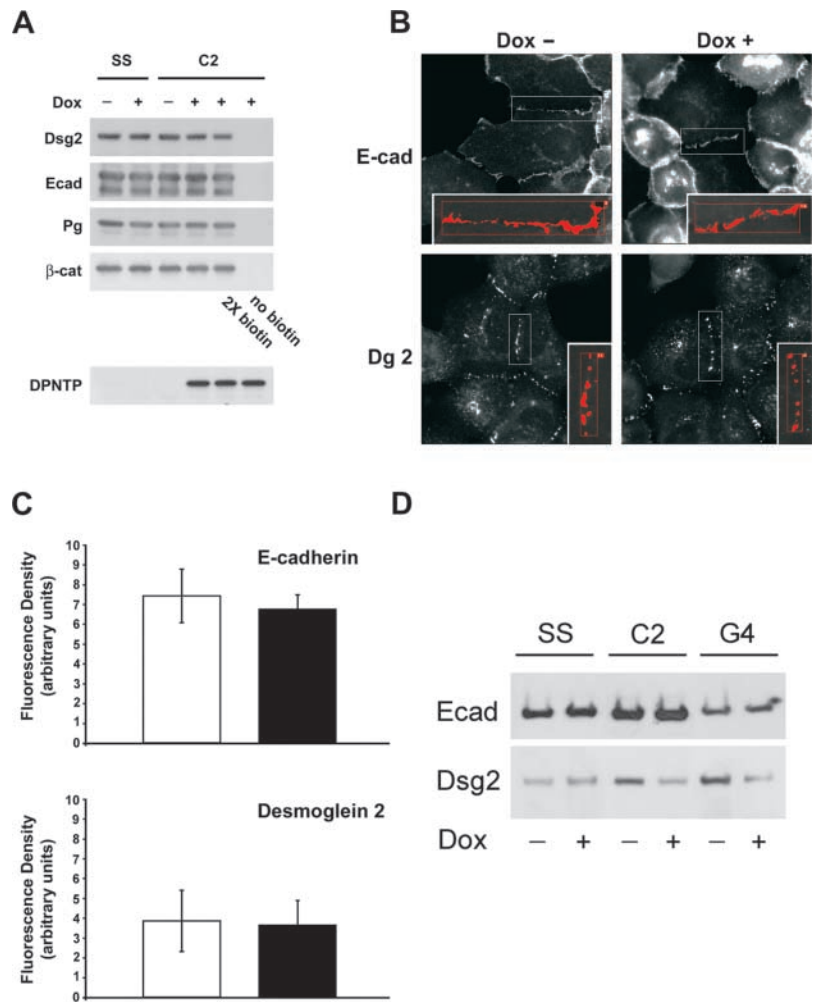 A
SS C2
Dox − + − + + +
Dsg2
Ecad
Pg
β-cat
2X biotin
no biotin
DPNTP
B
Dox − Dox +
E-cad
Dg 2
C
10
9
8
7
6
5
4
3
2
1
0
Fluorescence Density
(arbitrary units)
E-cadherin
10
9
8
7
6
5
4
3
2
1
0
Fluorescence Density
(arbitrary units)
Desmoglein 2
D
SS C2 G4
Ecad
Dsg2
Dox − + − + − +